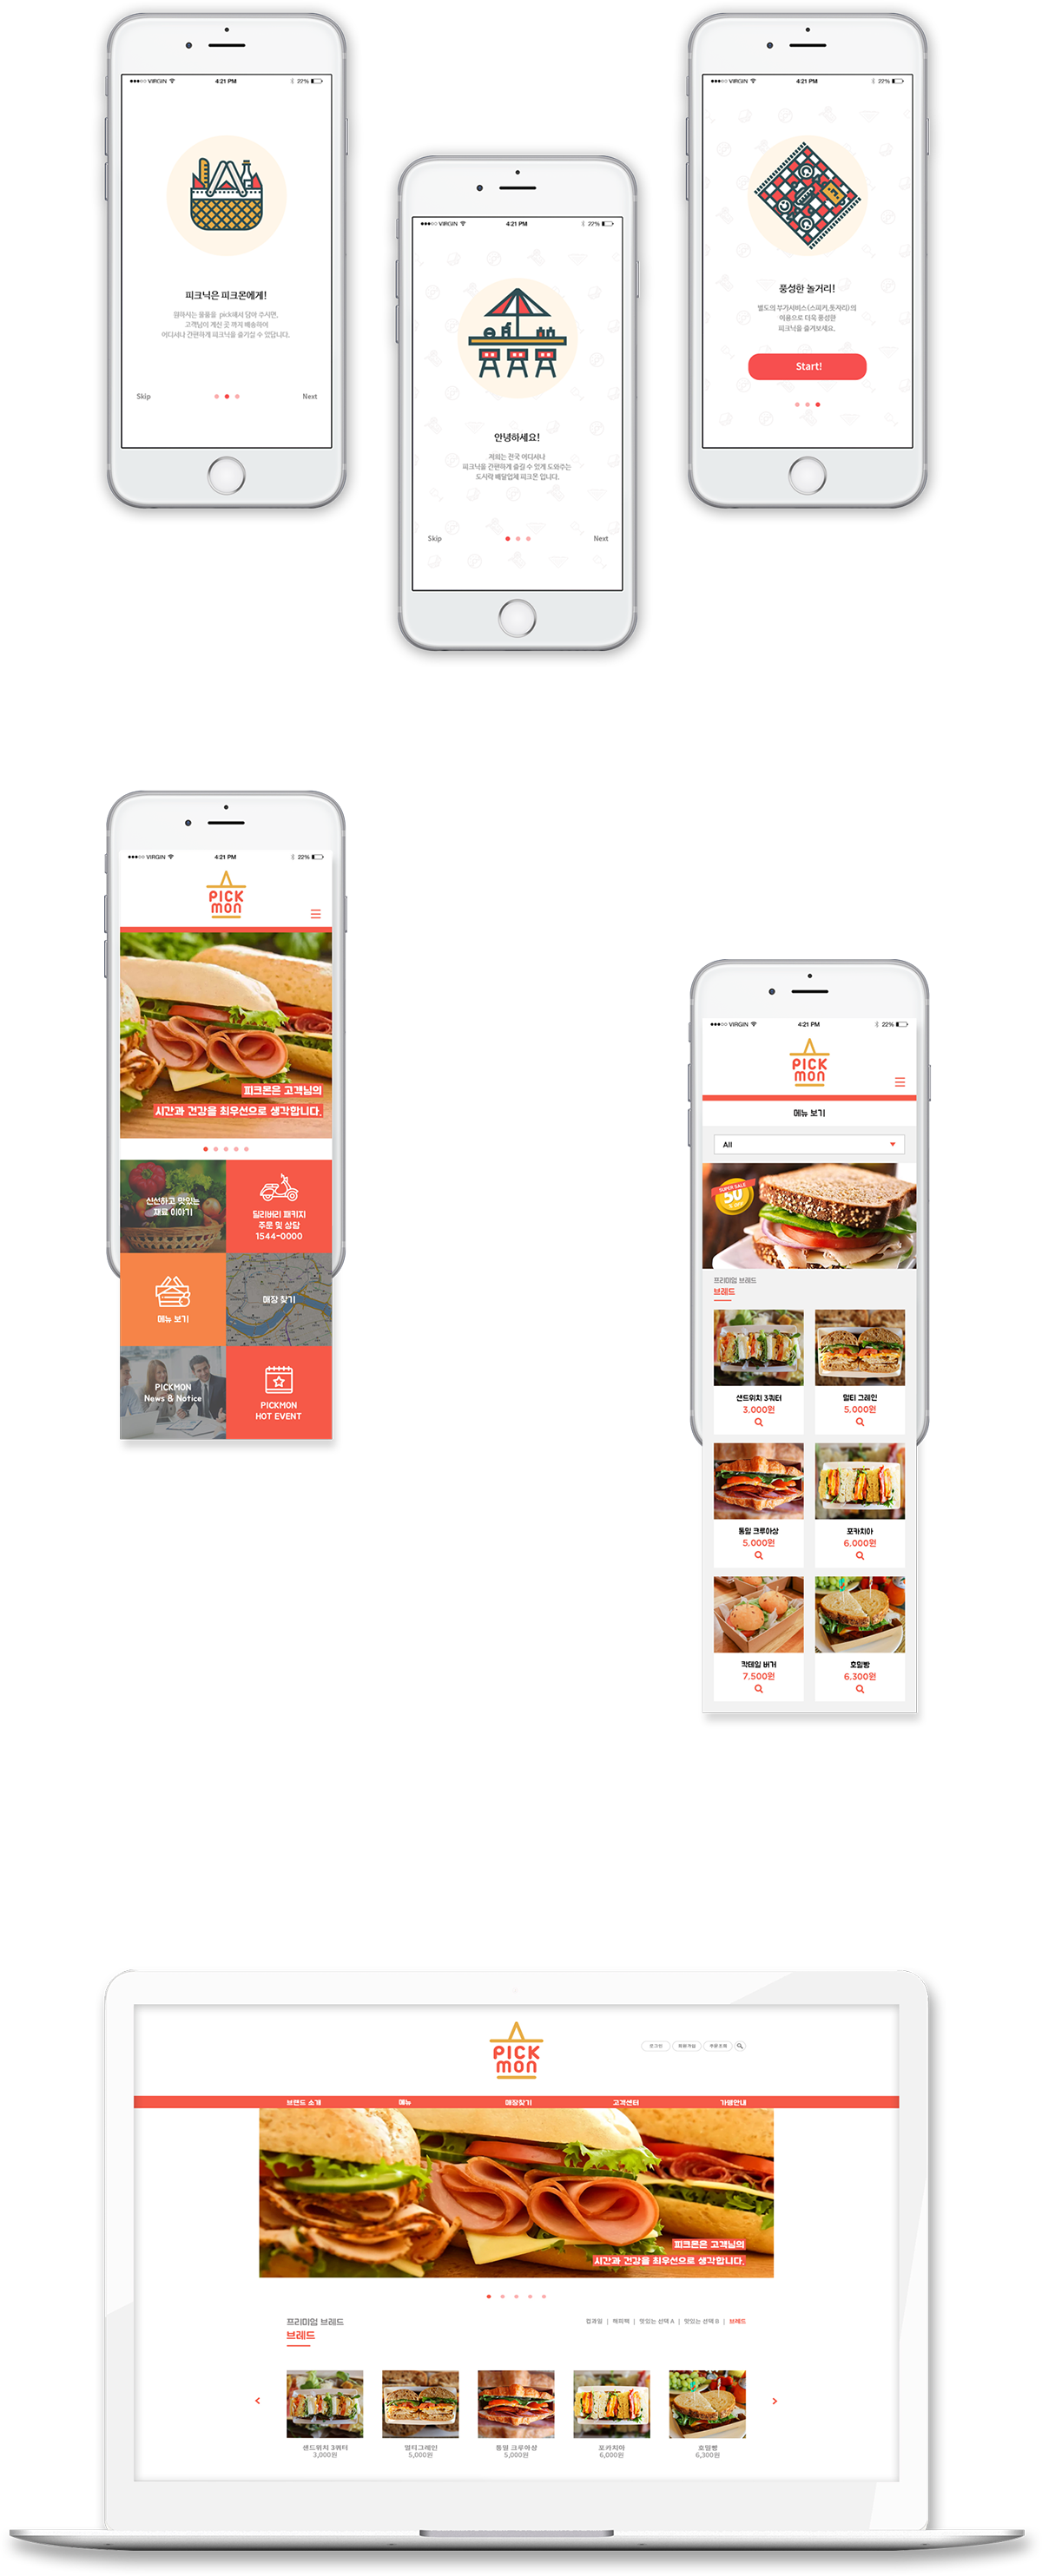 ●●●○○ VIRGIN
4:21 PM
22%
피크닉은 피크몬에게!
원하시는 물품을 pick해서 담아 주시면,
고객님이 계신 곳 까지 배송하여
어디서나 간편하게 피크닉을 즐기실 수 있답니다.
Skip
Next
●●●○○ VIRGIN
4:21 PM
22%
안녕하세요!
저희는 전국 어디서나
피크닉을 간편하게 즐길 수 있게 도와주는
도시락 배달업체 피크몬 입니다.
Skip
Next
●●●○○ VIRGIN
4:21 PM
22%
풍성한 놀거리!
별도의 부가서비스(스피커,돗자리)의
이용으로 더욱 풍성한
피크닉을 즐겨보세요.
Start!
●●●○○ VIRGIN
4:21 PM
22%
PICK
mon
피크몬은 고객님의
시간과 건강을 최우선으로 생각합니다.
신선하고 맛있는
재료 이야기
딜리버리 패키지
주문 및 상담
1544-0000
메뉴 보기
매장 찾기
PICKMON
News & Notice
PICKMON
HOT EVENT
●●●○○ VIRGIN
4:21 PM
22%
PICK
mon
메뉴 보기
All
SUPER SALE
50
프리미엄 브레드
브레드
샌드위치 3쿼터
3,000원
멀티 그레인
5,000원
통밀 크루아상
5,000원
포카치아
6,000원
칵테일 버거
7,500원
호밀빵
6,300원
PICK
mon
로그인
회원가입
주문조회
브랜드 소개
메뉴
매장찾기
고객센터
가맹안내
피크몬은 고객님의
시간과 건강을 최우선으로 생각합니다.
프리미엄 브레드
브레드
컵과일 | 해피팩 | 맛있는 선택 A | 맛있는 선택 B | 브레드
샌드위치 3쿼터
3,000원
멀티그레인
5,000원
통밀 크루아상
5,000원
포카치아
6,000원
호밀빵
6,300원